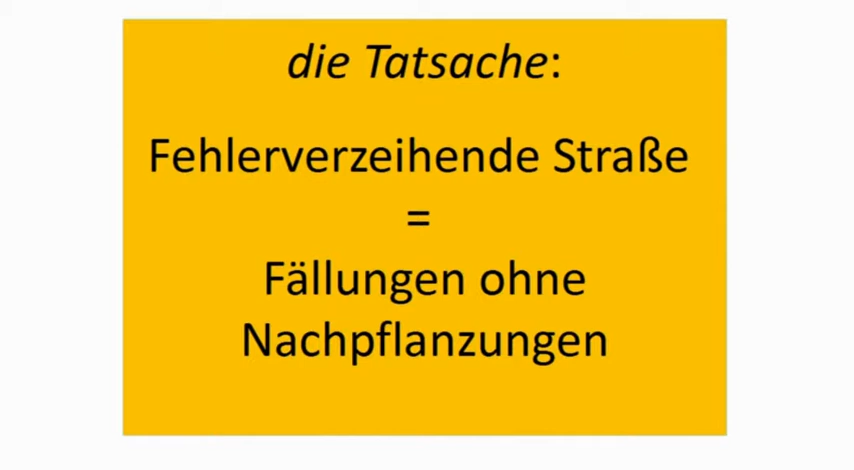 die Tatsache:
Fehlerverzeihende Straße
=
Fällungen ohne
Nachpflanzungen